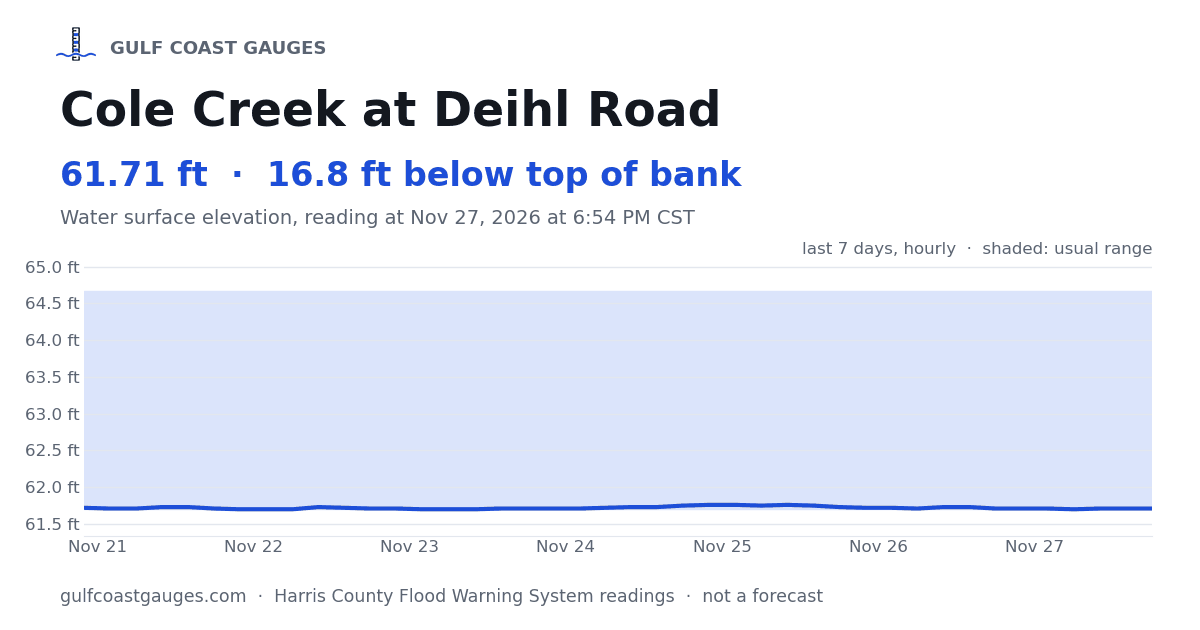 GULF COAST GAUGES
Cole Creek at Deihl Road
61.71 ft · 16.8 ft below top of bank
Water surface elevation, reading at Nov 27, 2026 at 6:54 PM CST
last 7 days, hourly · shaded: usual range
65.0 ft
64.5 ft
64.0 ft
63.5 ft
63.0 ft
62.5 ft
62.0 ft
61.5 ft
Nov 21 Nov 22 Nov 23 Nov 24 Nov 25 Nov 26 Nov 27
gulfcoastgauges.com · Harris County Flood Warning System readings · not a forecast